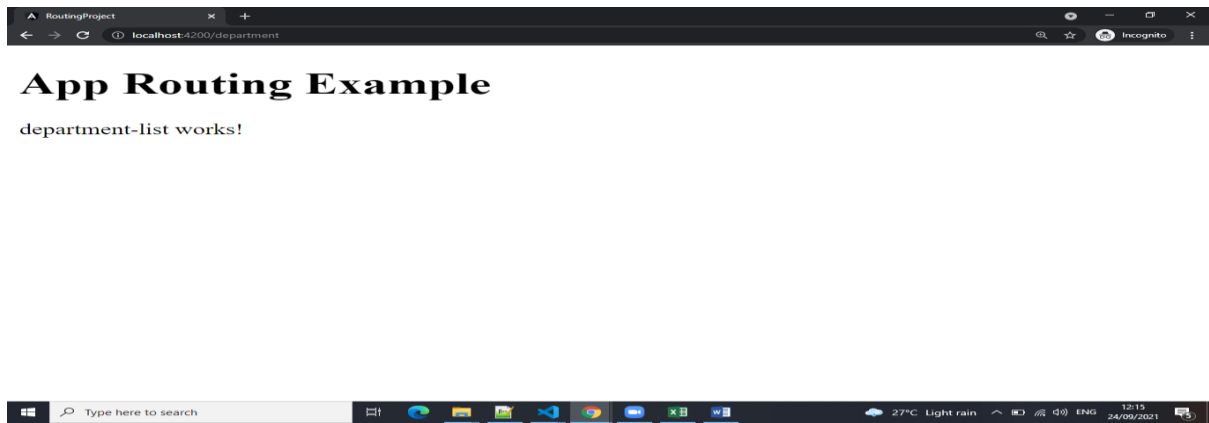 RoutingProject
localhost:4200/department
Incognito
App Routing Example
department-list works!
Type here to search
27°C Light rain
ENG
12:15
24/09/2021
5